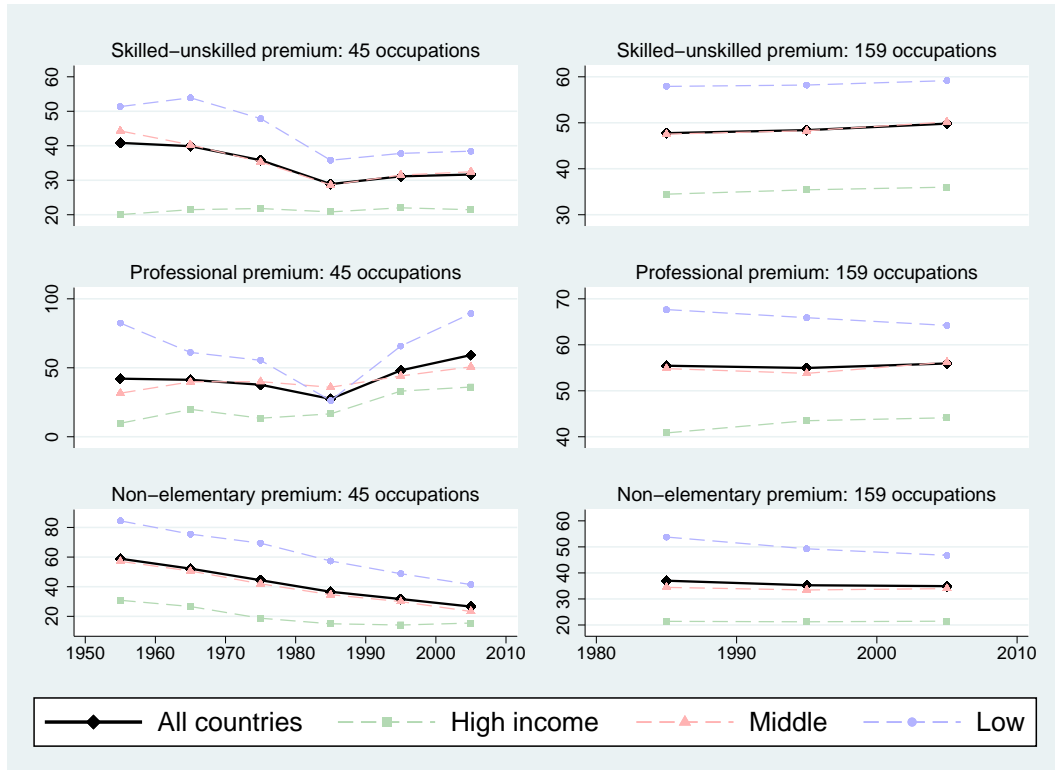 Skilled−unskilled premium: 45 occupations
60
50
40
30
20
Skilled−unskilled premium: 159 occupations
60
50
40
30
Professional premium: 45 occupations
100
50
0
Professional premium: 159 occupations
70
60
50
40
Non−elementary premium: 45 occupations
80
60
40
20
1950 1960 1970 1980 1990 2000 2010
Non−elementary premium: 159 occupations
60
50
40
30
20
1980 1990 2000 2010
All countries High income Middle Low